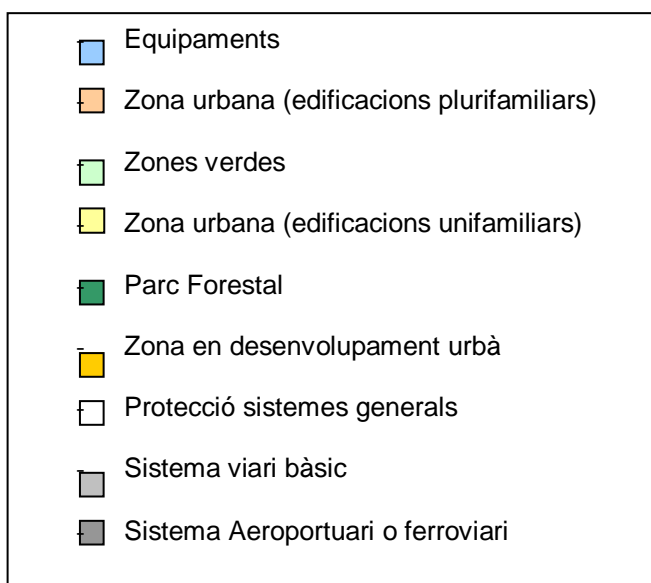 Equipaments
Zona urbana (edificacions plurifamiliars)
Zones verdes
Zona urbana (edificacions unifamiliars)
Parc Forestal
Zona en desenvolupament urbà
Protecció sistemes generals
Sistema viari bàsic
Sistema Aeroportuari o ferroviari